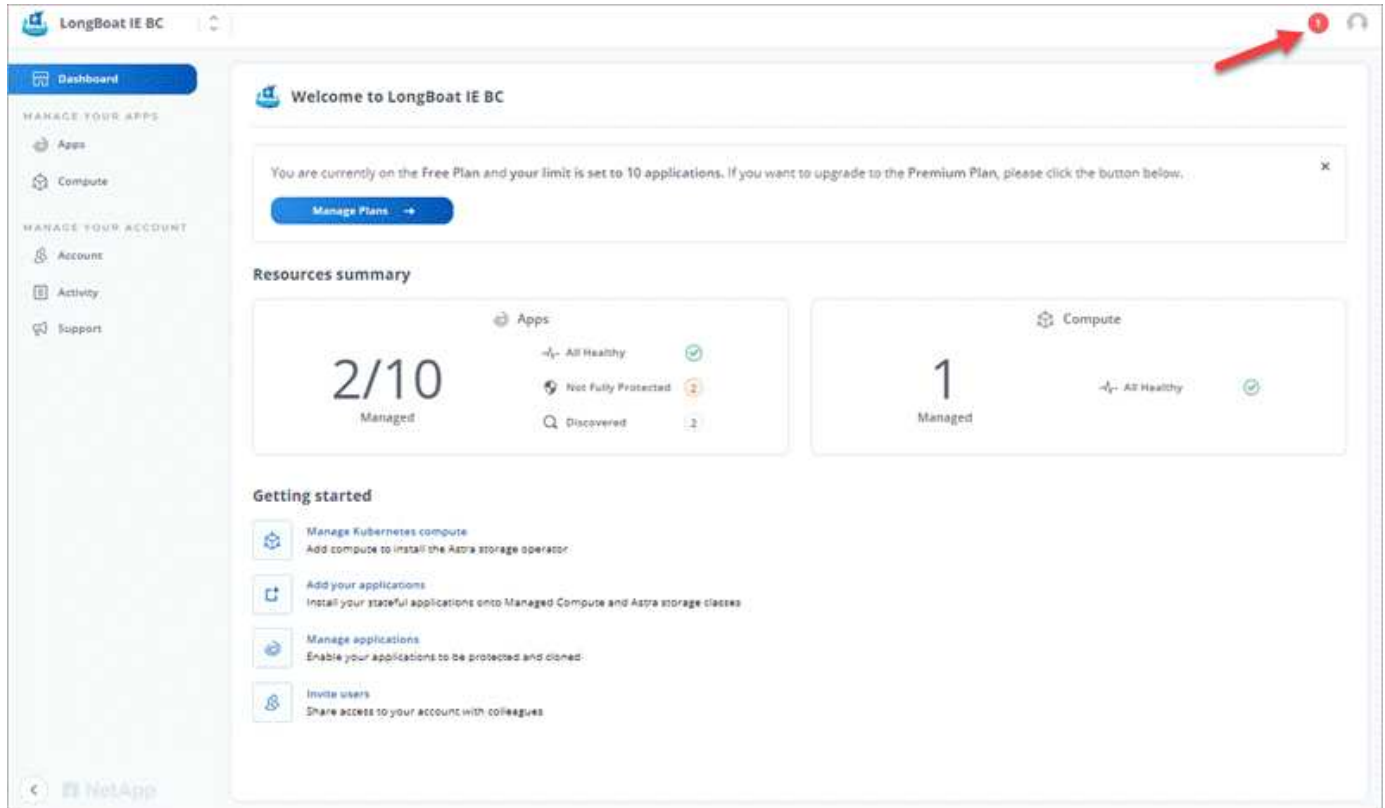 LongBoat IE BC
1
Dashboard
MANAGE YOUR APPS
Apps
Compute
MANAGE YOUR ACCOUNT
Account
Activity
Support
NetApp
Welcome to LongBoat IE BC
You are currently on the Free Plan and your limit is set to 10 applications. If you want to upgrade to the Premium Plan, please click the button below.
Manage Plans
Resources summary
Apps
2/10
Managed
All Healthy
Not Fully Protected 2
Discovered 2
Compute
1
Managed
All Healthy
Getting started
Manage Kubernetes compute
Add compute to install the Astra storage operator
Add your applications
Install your stateful applications onto Managed Compute and Astra storage classes
Manage applications
Enable your applications to be protected and cloned
Invite users
Share access to your account with colleagues